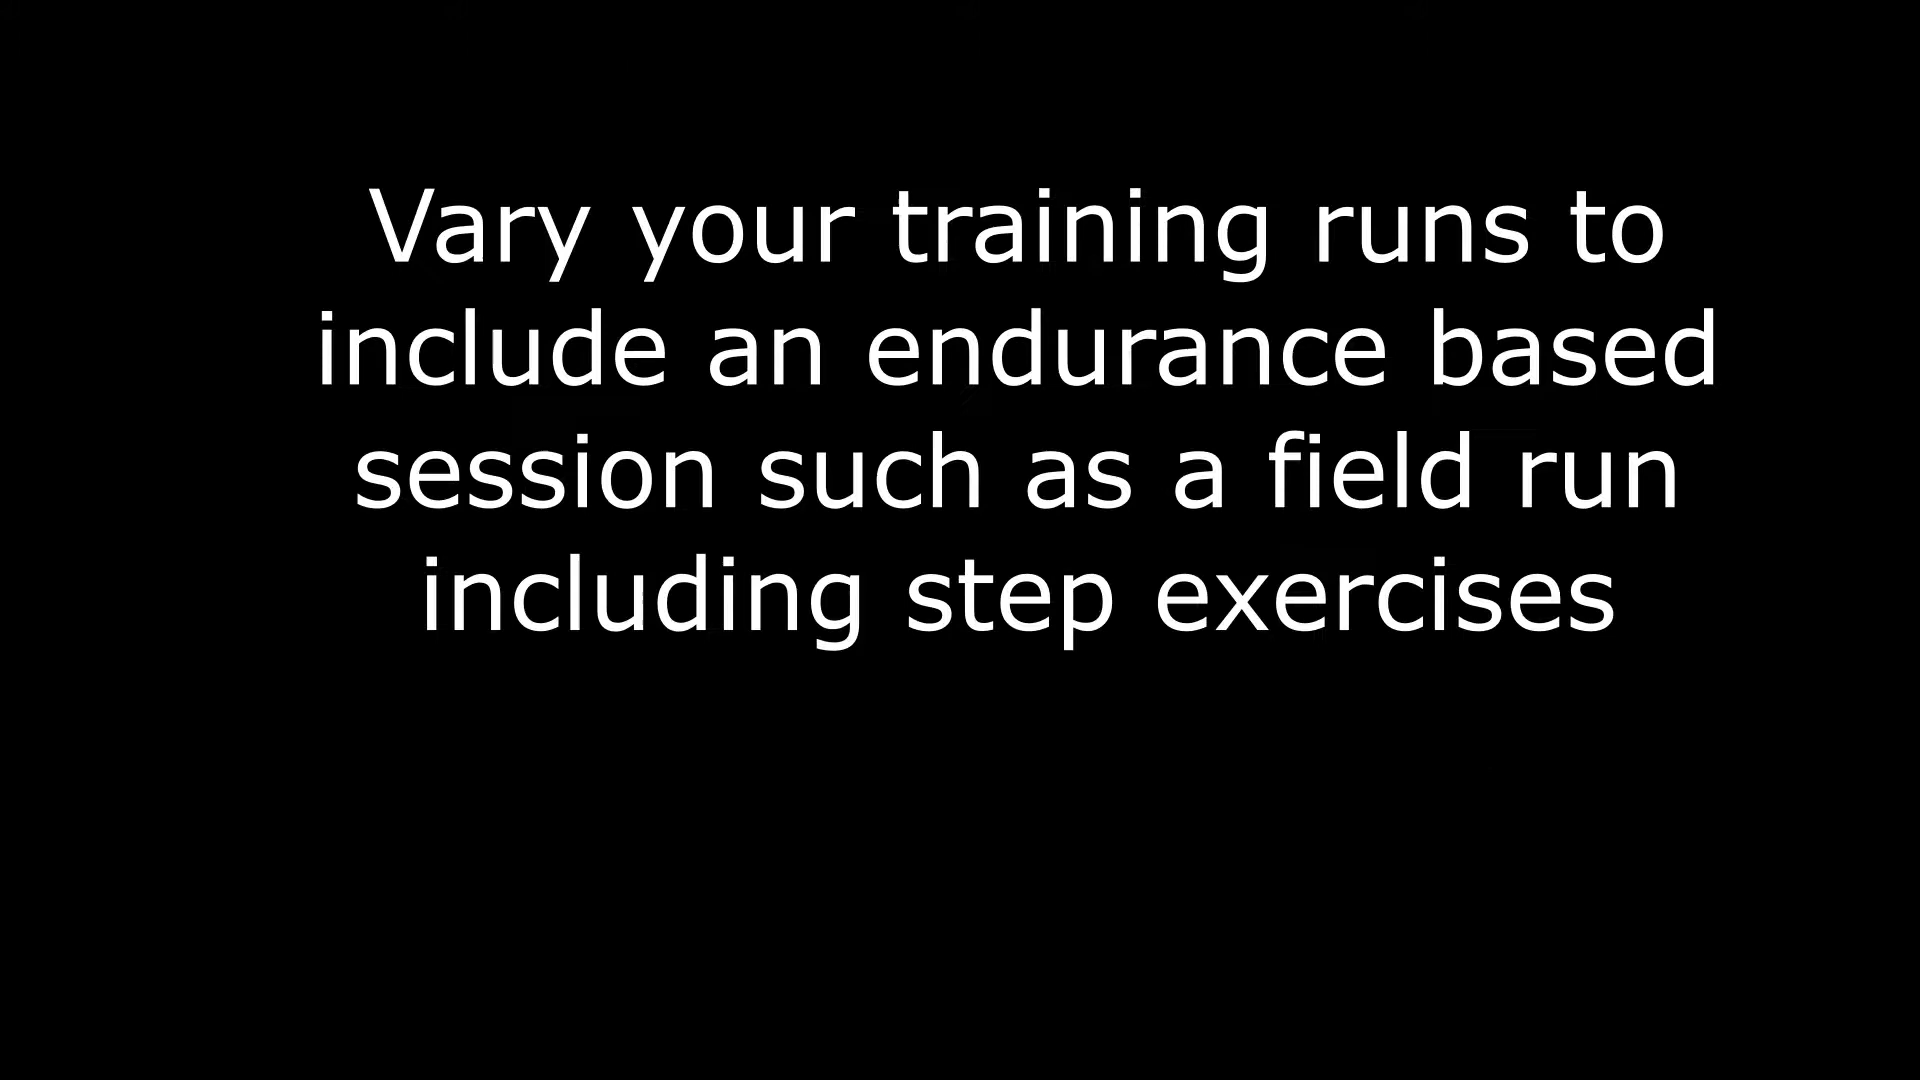 Vary your training runs to
include an endurance based
session such as a field run
including step exercises